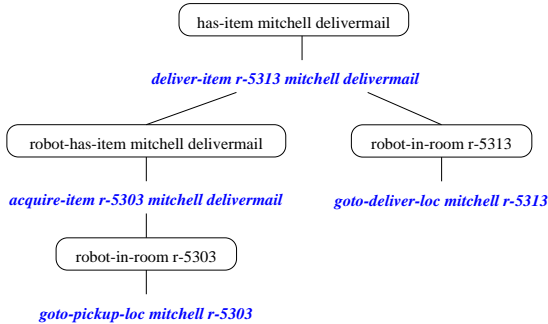 has-item mitchell delivermail
deliver-item r-5313 mitchell delivermail
robot-has-item mitchell delivermail
robot-in-room r-5313
acquire-item r-5303 mitchell delivermail
goto-deliver-loc mitchell r-5313
robot-in-room r-5303
goto-pickup-loc mitchell r-5303